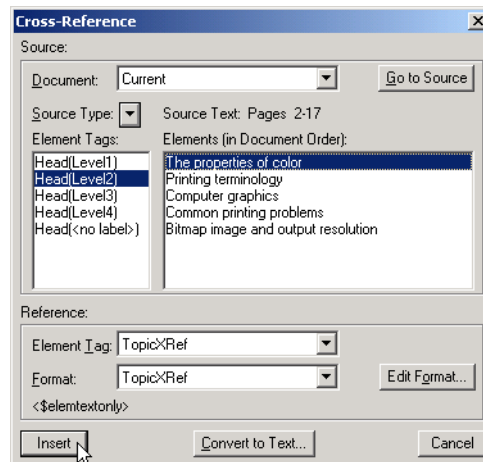 Cross-Reference
Source:
Document: Current
Go to Source
Source Type: Source Text: Pages 2-17
Element Tags: Elements (in Document Order):
Head(Level1) The properties of color
Head(Level2) Printing terminology
Head(Level3) Computer graphics
Head(Level4) Common printing problems
Head(<no label>) Bitmap image and output resolution
Reference:
Element Tag: TopicXRef
Format: TopicXRef Edit Format...
<$elemtextonly>
Insert Convert to Text... Cancel